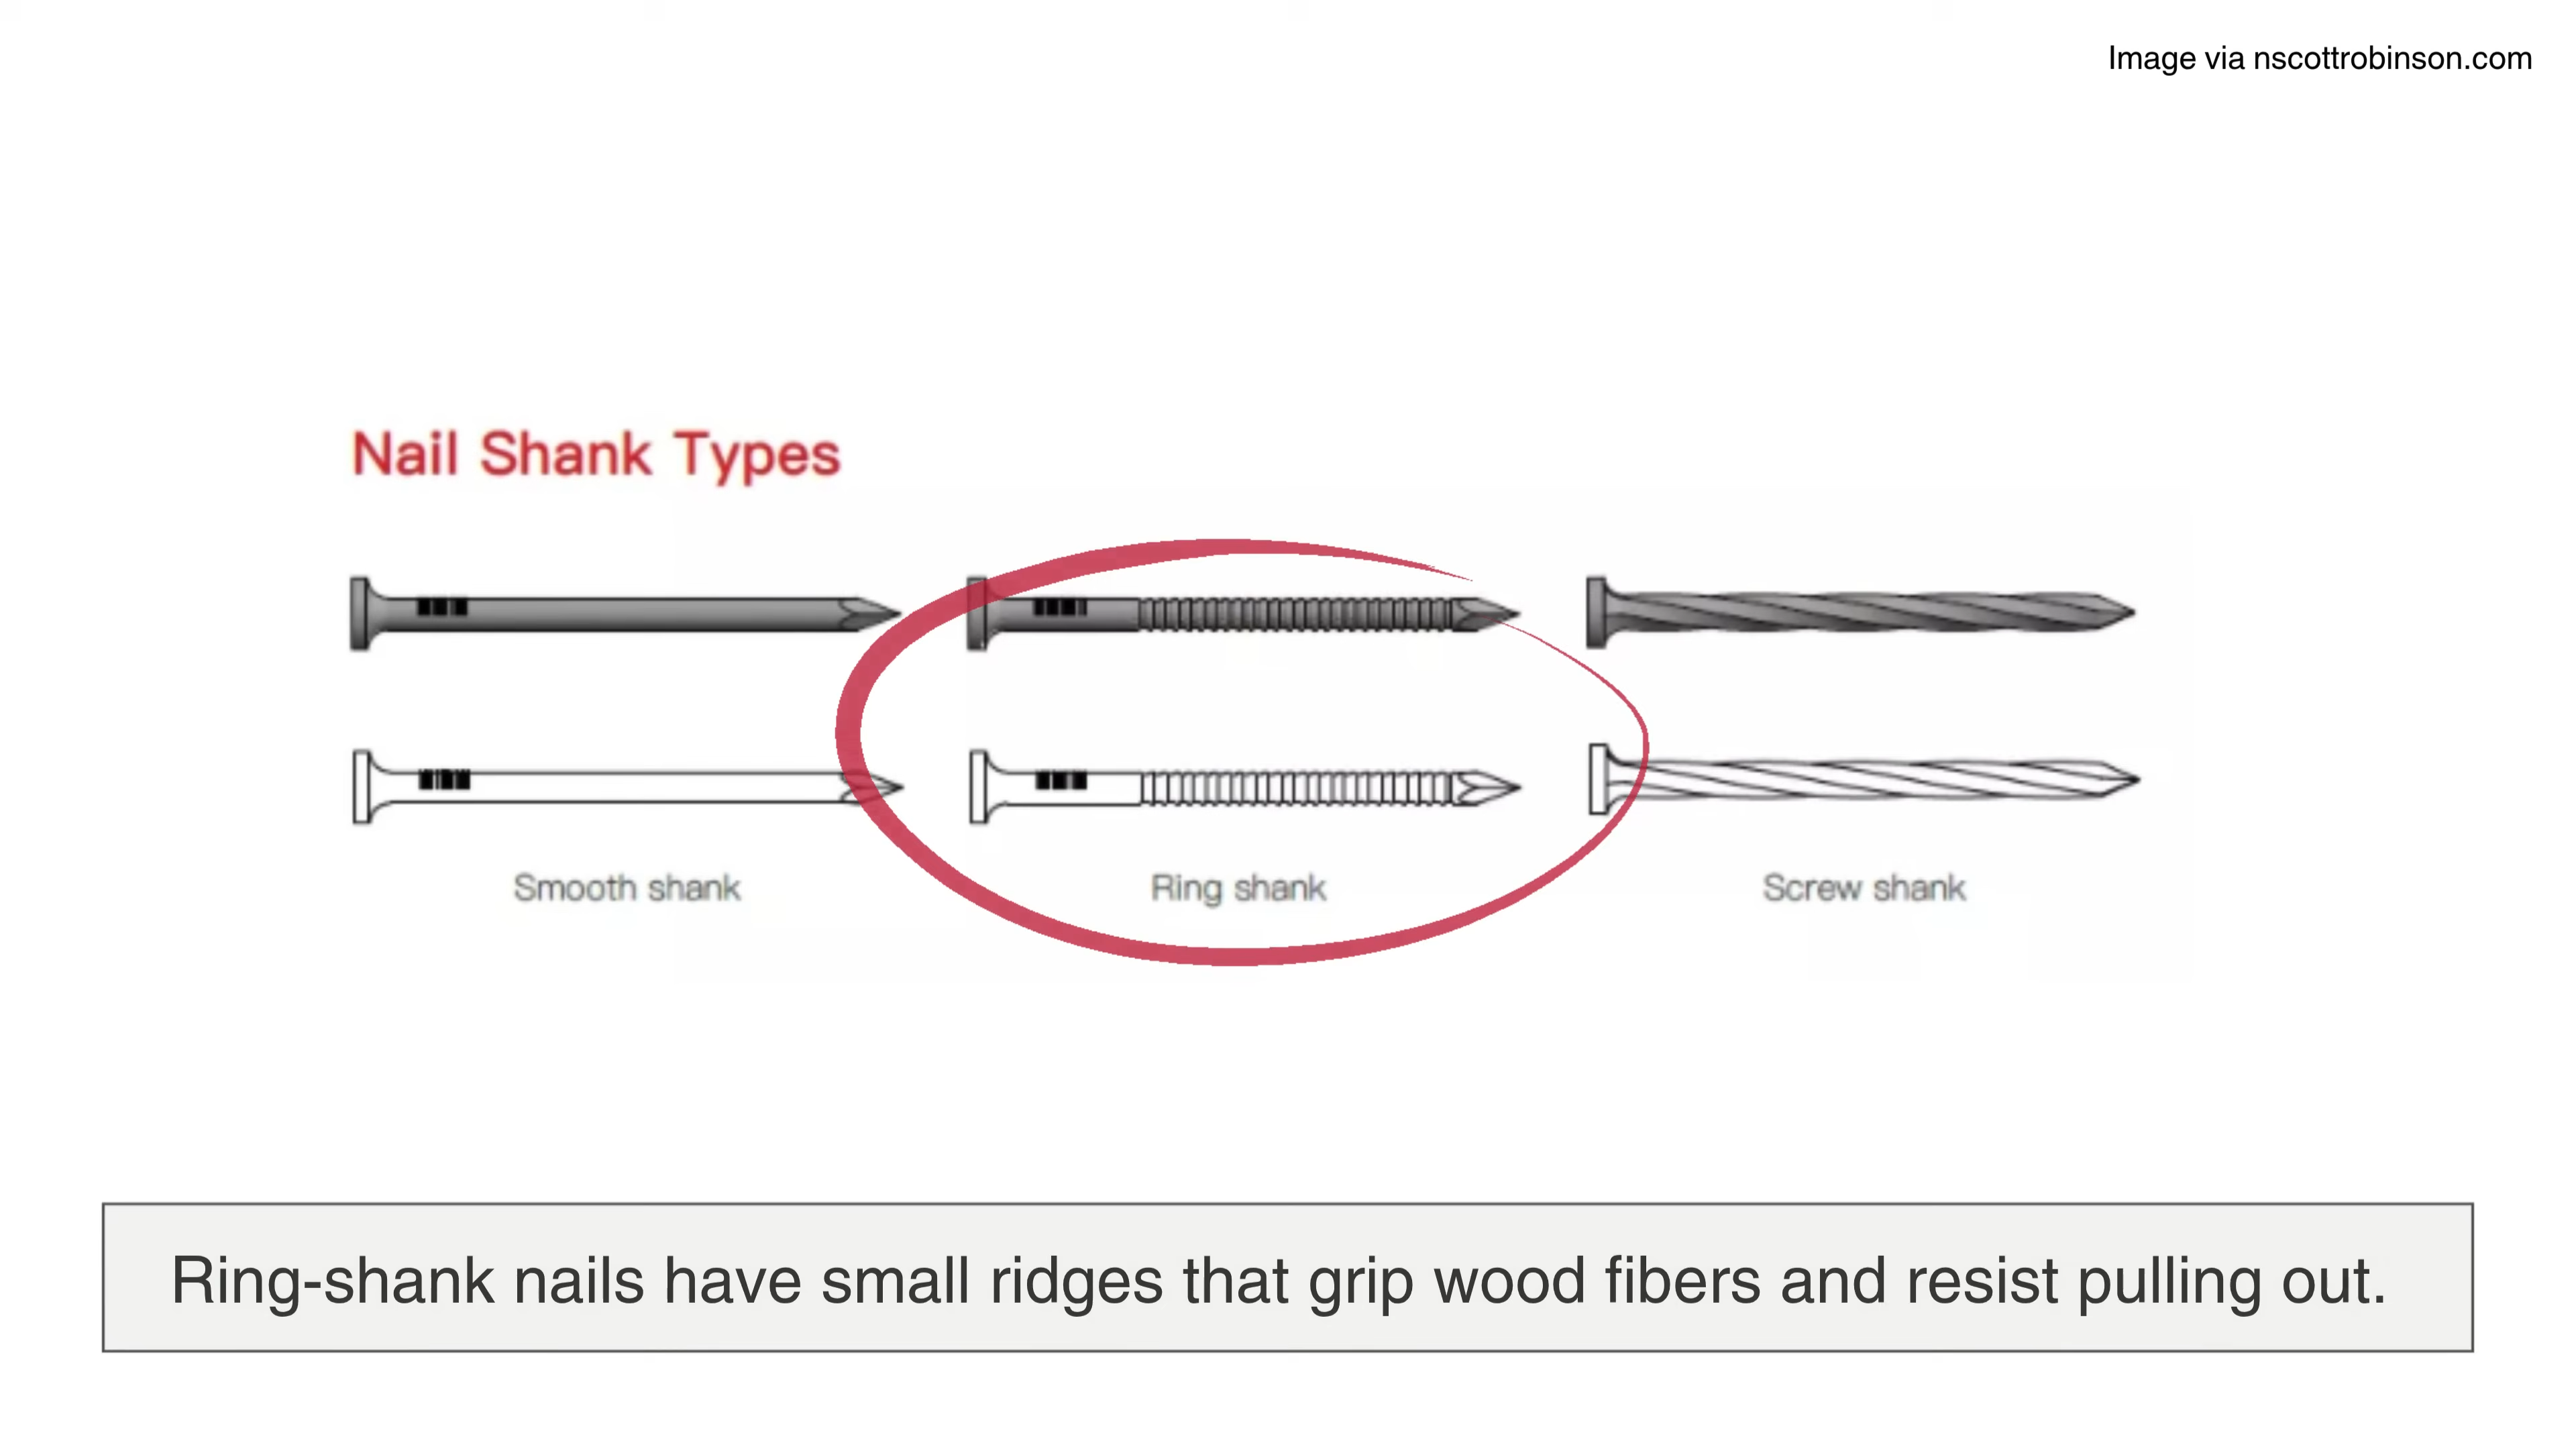 Image via nscottrobinson.com
Nail Shank Types
Smooth shank
Ring shank
Screw shank
Ring-shank nails have small ridges that grip wood fibers and resist pulling out.